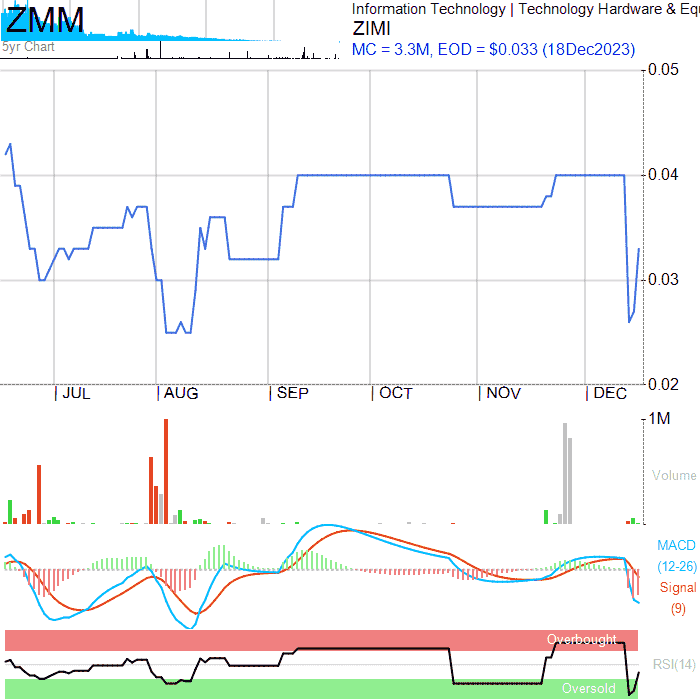 ZMM
5yr Chart
Information Technology | Technology Hardware & Equ
ZIMI
MC = 3.3M, EOD = $0.033 (18Dec2023)
0.05
0.04
0.03
0.02
| JUL | AUG | SEP | OCT | NOV | DEC
1M
Volume
MACD
(12-26)
Signal
(9)
Overbought
RSI(14)
Oversold